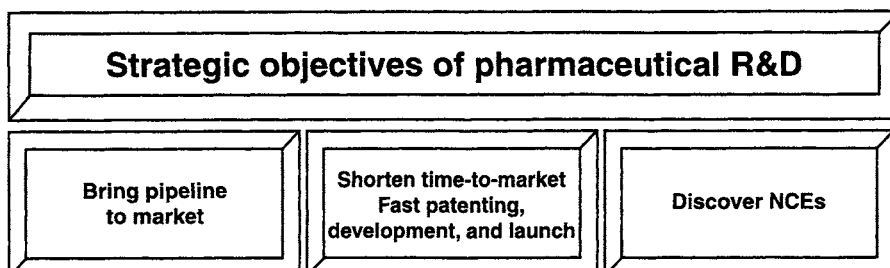 Strategic objectives of pharmaceutical R&D
Bring pipeline
to market
Shorten time-to-market
Fast patenting,
development, and launch
Discover NCEs